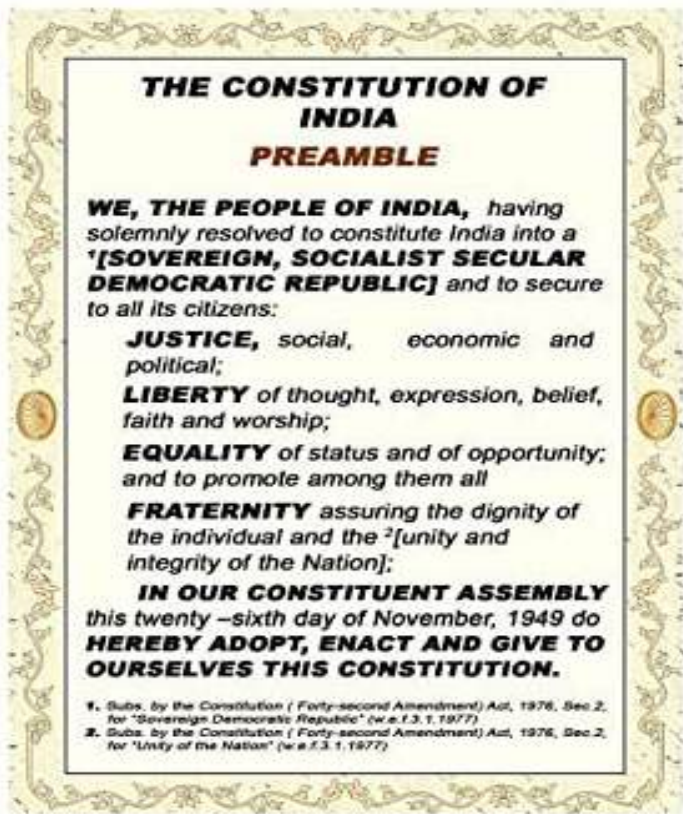 THE CONSTITUTION OF
INDIA
PREAMBLE
WE, THE PEOPLE OF INDIA, having
solemnly resolved to constitute India into a
¹[SOVEREIGN, SOCIALIST SECULAR
DEMOCRATIC REPUBLIC] and to secure
to all its citizens:
JUSTICE, social, economic and
political;
LIBERTY of thought, expression, belief,
faith and worship;
EQUALITY of status and of opportunity;
and to promote among them all
FRATERNITY assuring the dignity of
the individual and the ²[unity and
integrity of the Nation];
IN OUR CONSTITUENT ASSEMBLY
this twenty –sixth day of November, 1949 do
HEREBY ADOPT, ENACT AND GIVE TO
OURSELVES THIS CONSTITUTION.
1. Subs. by the Constitution ( Forty-second Amendment) Act, 1976, Sec.2,
for "Sovereign Democratic Republic" (w.e.f.3.1.1977)
2. Subs. by the Constitution ( Forty-second Amendment) Act, 1976, Sec.2,
for "Unity of the Nation" (w.e.f.3.1.1977)